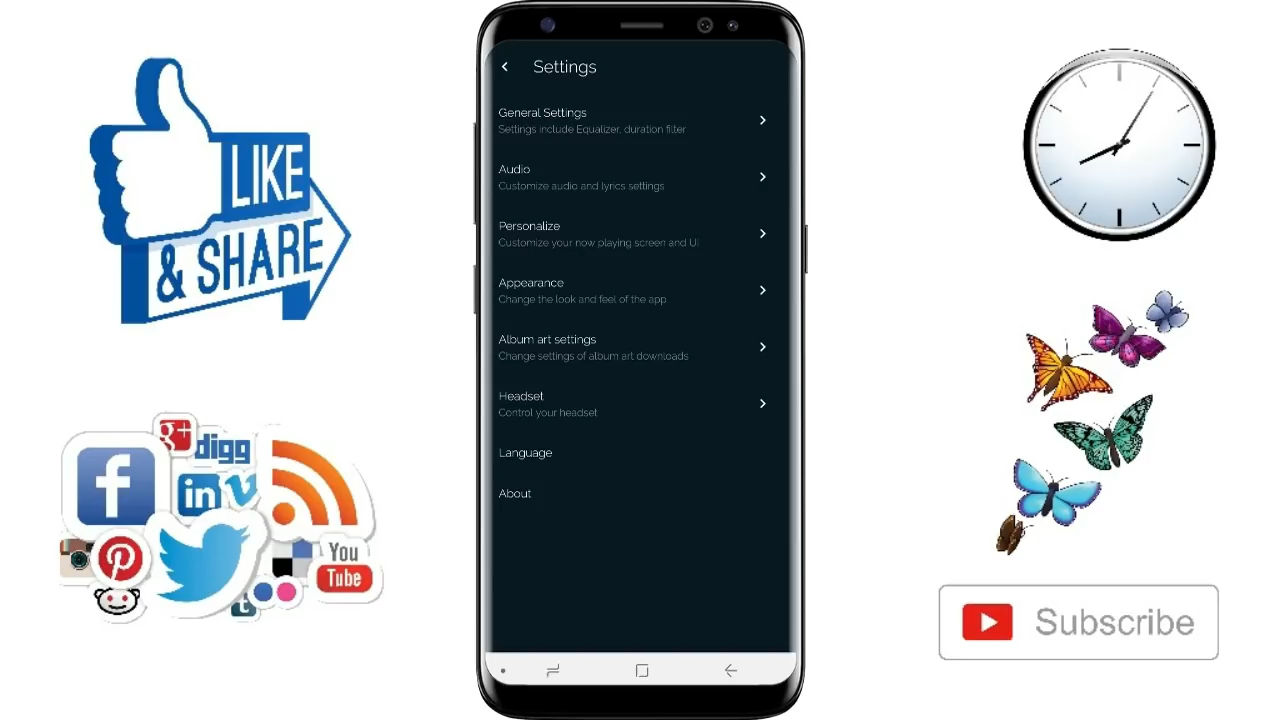 LIKE
& SHARE
g+
digg
f
in
You
Tube
t
Settings
General Settings
Settings include Equalizer, duration filter
Audio
Customize audio and lyrics settings
Personalize
Customize your now playing screen and UI
Appearance
Change the look and feel of the app
Album art settings
Change settings of album art downloads
Headset
Control your headset
Language
About
Subscribe